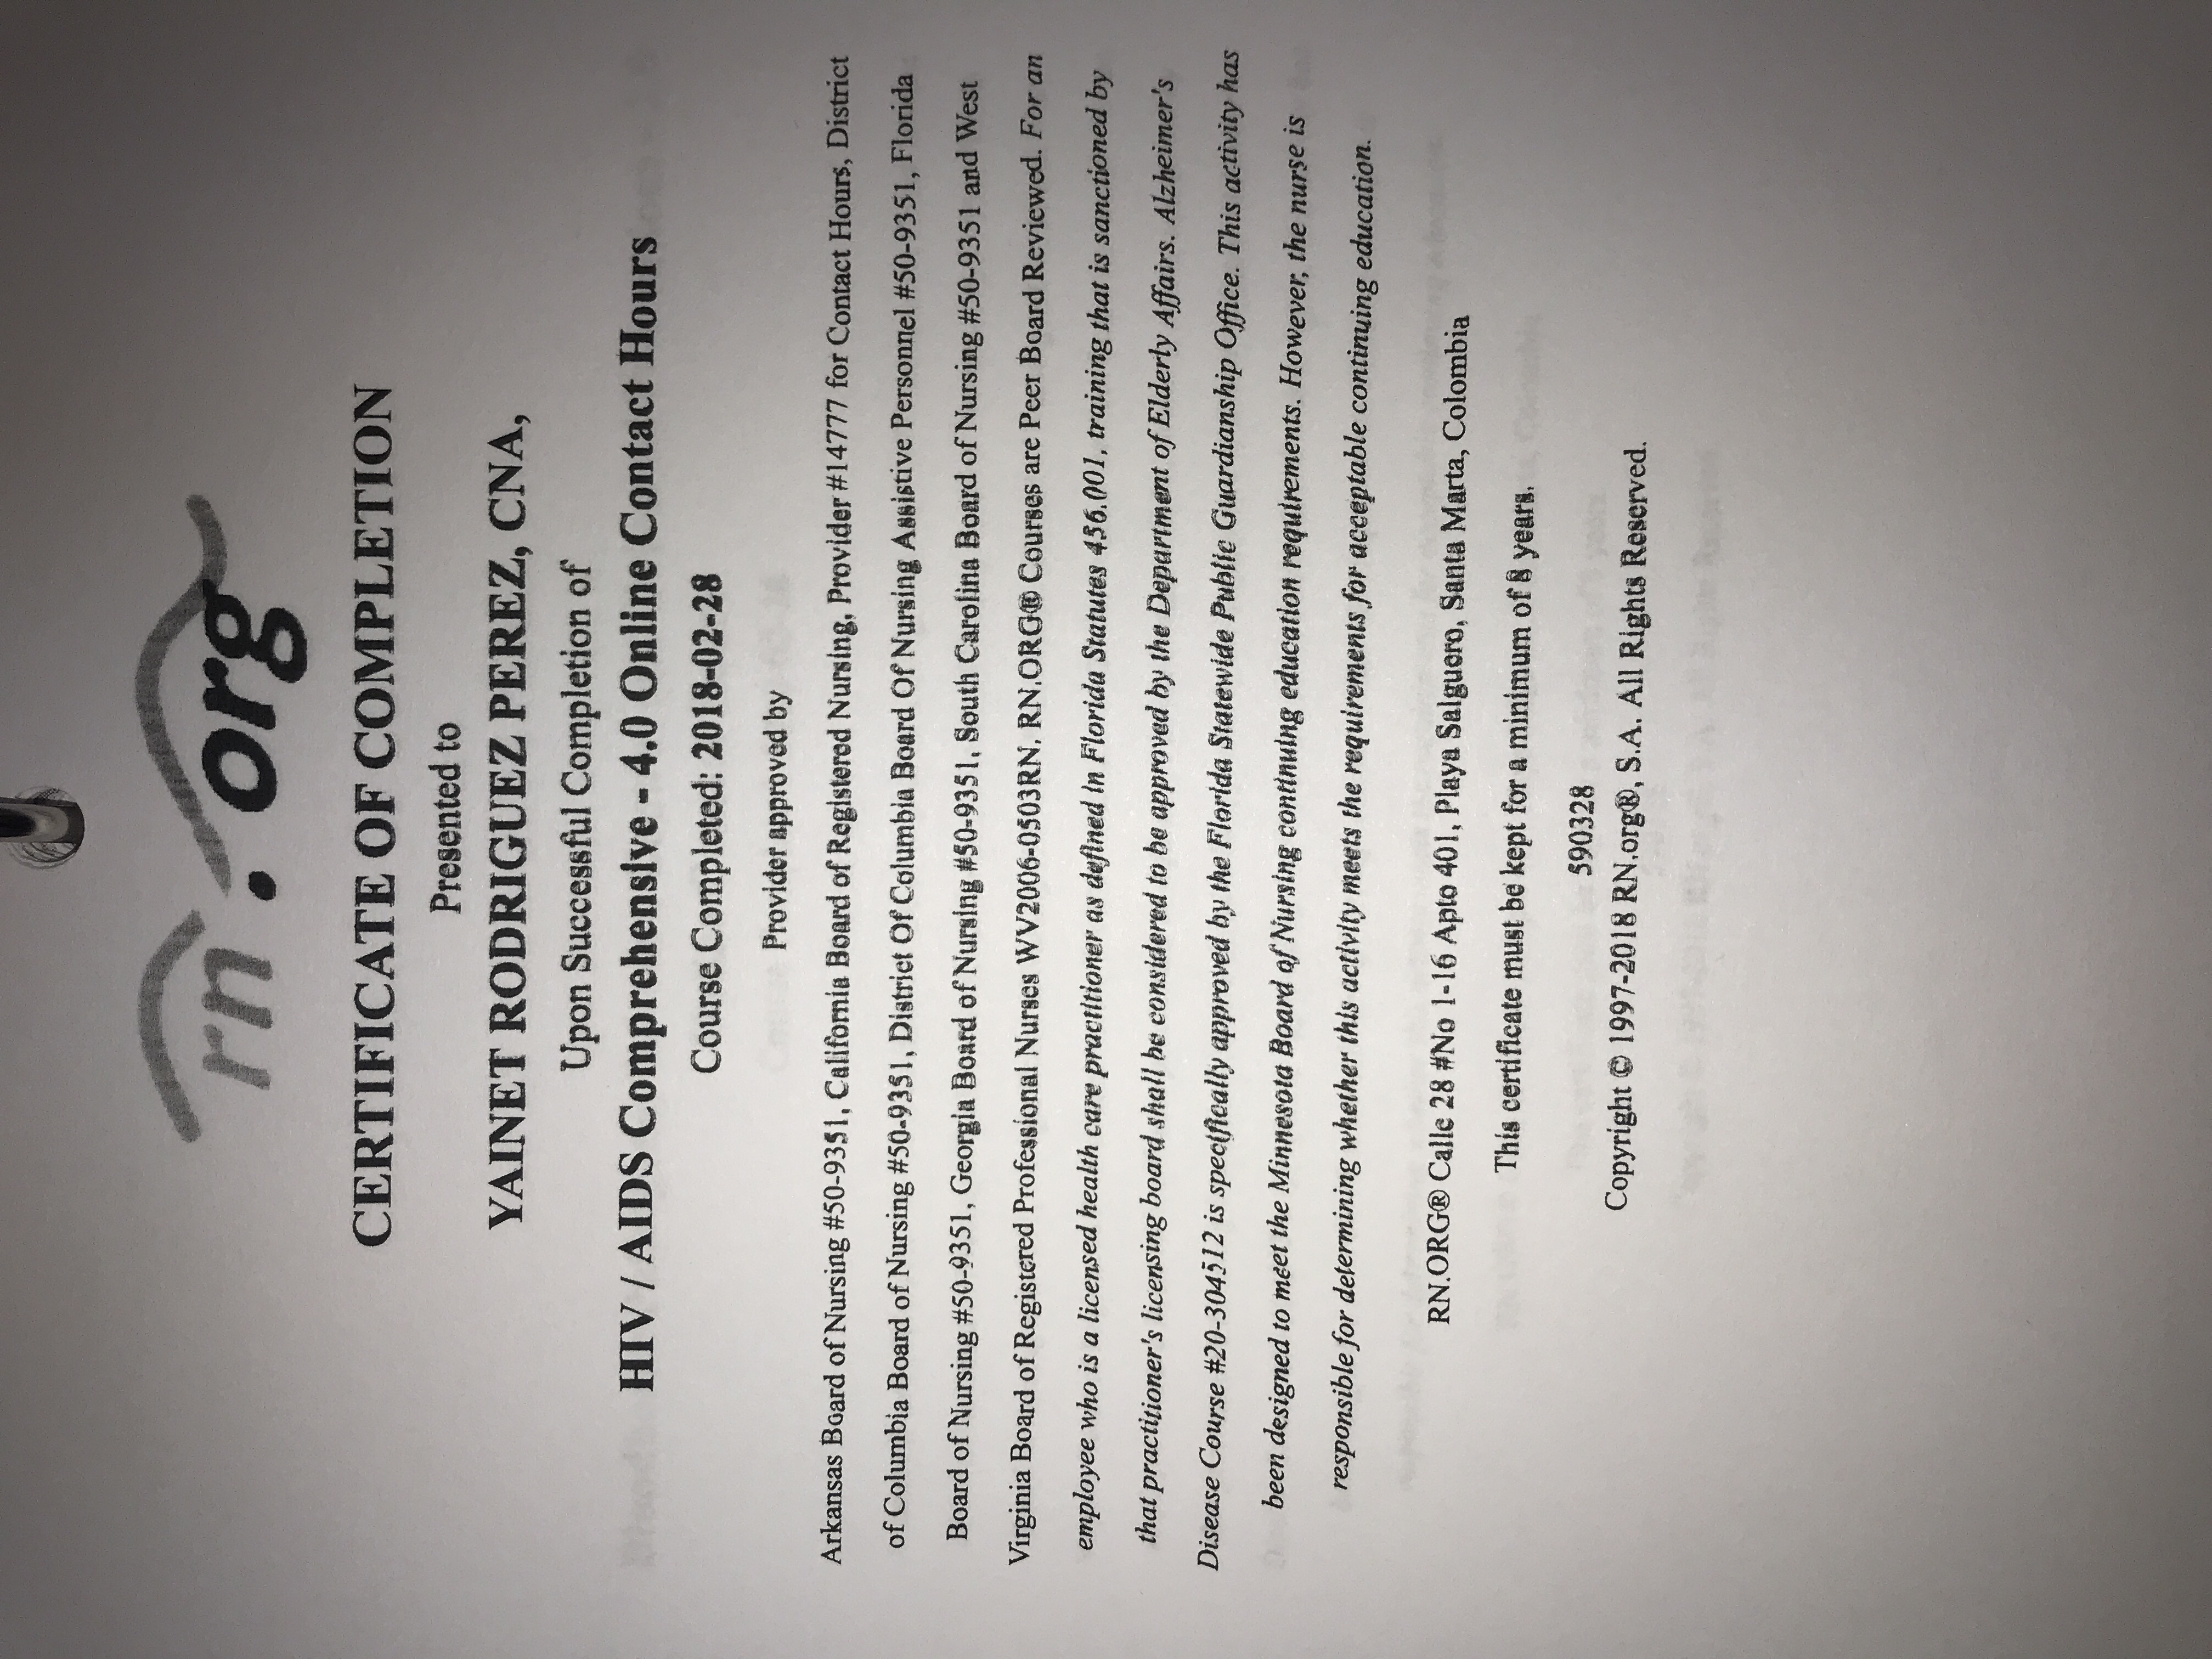 rn.org
CERTIFICATE OF COMPLETION
Presented to
YAINET RODRIGUEZ PEREZ, CNA,
Upon Successful Completion of
HIV / AIDS Comprehensive - 4.0 Online Contact Hours
Course Completed: 2018-02-28
Provider approved by
Arkansas Board of Nursing #50-9351, California Board of Registered Nursing, Provider #14777 for Contact Hours, District
of Columbia Board of Nursing #50-9351, District Of Columbia Board Of Nursing Assistive Personnel #50-9351, Florida
Board of Nursing #50-9351, Georgia Board of Nursing #50-9351, South Carolina Board of Nursing #50-9351 and West
Virginia Board of Registered Professional Nurses WV2006-0503RN. RN.ORG® Courses are Peer Board Reviewed. For an
employee who is a licensed health care practitioner as defined in Florida Statutes 456.001, training that is sanctioned by
that practitioner's licensing board shall be considered to be approved by the Department of Elderly Affairs. Alzheimer's
Disease Course #20-304512 is specifically approved by the Florida Statewide Public Guardianship Office. This activity has
been designed to meet the Minnesota Board of Nursing continuing education requirements. However, the nurse is
responsible for determining whether this activity meets the requirements for acceptable continuing education.
RN.ORG® Calle 28 #No 1-16 Apto 401, Playa Salguero, Santa Marta, Colombia
This certificate must be kept for a minimum of 8 years.
590328
Copyright © 1997-2018 RN.org®, S.A. All Rights Reserved.